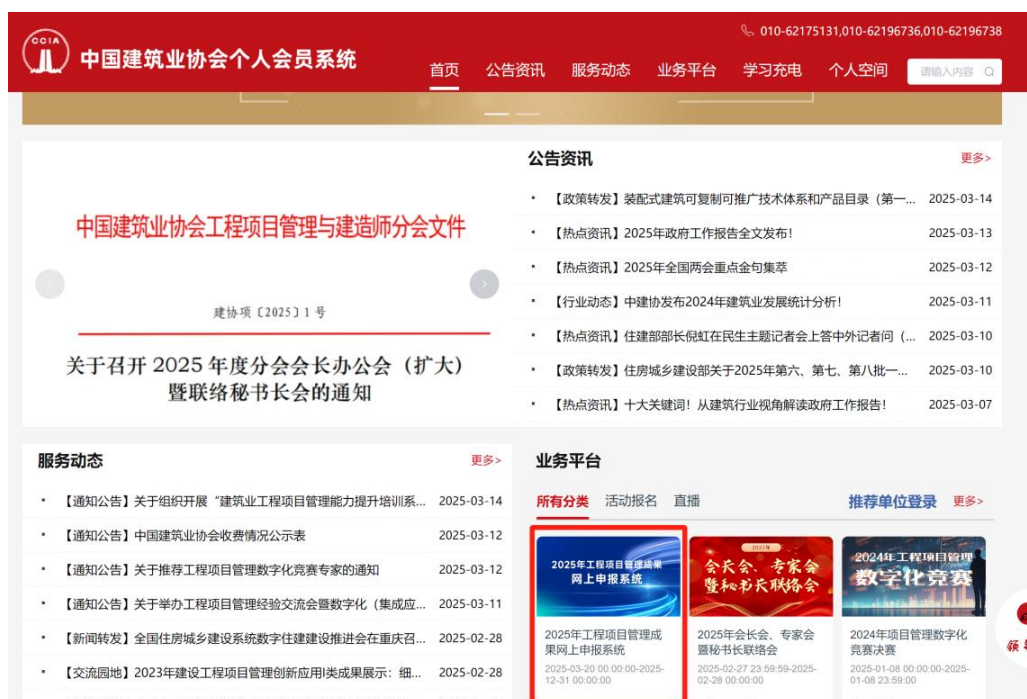 010-62175131,010-62196736,010-62196738
CCIA
中国建筑业协会个人会员系统
首页 公告资讯 服务动态 业务平台 学习充电 个人空间 请输入内容
中国建筑业协会工程项目管理与建造师分会文件
建协项〔2025〕1号
关于召开 2025 年度分会会长办公会（扩大）
暨联络秘书长会的通知
公告资讯 更多>
· 【政策转发】装配式建筑可复制可推广技术体系和产品目录（第一... 2025-03-14
· 【热点资讯】2025年政府工作报告全文发布！ 2025-03-13
· 【热点资讯】2025年全国两会重点金句集萃 2025-03-12
· 【行业动态】中建协发布2024年建筑业发展统计分析！ 2025-03-11
· 【热点资讯】住建部部长倪虹在民生主题记者会上答中外记者问（... 2025-03-10
· 【政策转发】住房城乡建设部关于2025年第六、第七、第八批一... 2025-03-10
· 【热点资讯】十大关键词！从建筑行业视角解读政府工作报告！ 2025-03-07
服务动态 更多>
· 【通知公告】关于组织开展“建筑业工程项目管理能力提升培训系... 2025-03-14
· 【通知公告】中国建筑业协会收费情况公示表 2025-03-12
· 【通知公告】关于推荐工程项目管理数字化竞赛专家的通知 2025-03-12
· 【通知公告】关于举办工程项目管理经验交流会暨数字化（集成应... 2025-03-11
· 【新闻转发】全国住房城乡建设系统数字住建建设推进会在重庆召... 2025-02-28
· 【交流园地】2023年建设工程项目管理创新应用I类成果展示：细... 2025-02-28
业务平台
所有分类 活动报名 直播 推荐单位登录 更多>
2025年工程项目管理成果
网上申报系统
2025年工程项目管理成
果网上申报系统
2025-03-20 00:00:00-2025-
12-31 00:00:00
2025年
会长会、专家会
暨秘书长联络会
2025年会长会、专家会
暨秘书长联络会
2025-02-27 23:59:59-2025-
02-28 00:00:00
2024年工程项目管理
数字化竞赛
2024年项目管理数字化
竞赛决赛
2025-01-08 00:00:00-2025-
01-08 23:59:00